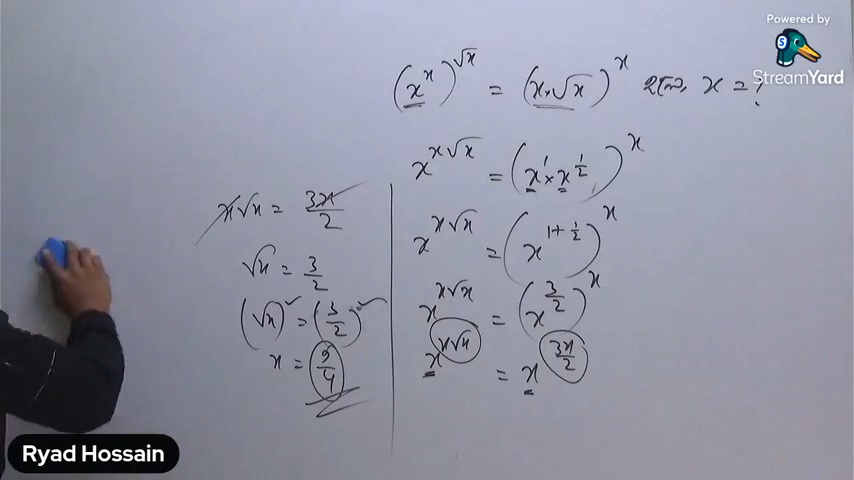 Powered by
StreamYard
(x^x)^√x = (x.√x)^x হলে, x = ?
x^x√x = (x^1 × x^1/2)^x
x^x√x = (x^1+1/2)^x
x^x√x = (x^3/2)^x
x^x√x = x^3x/2
x√x = 3x/2
√x = 3/2
(√x)² = (3/2)²
x = 9/4
Ryad Hossain